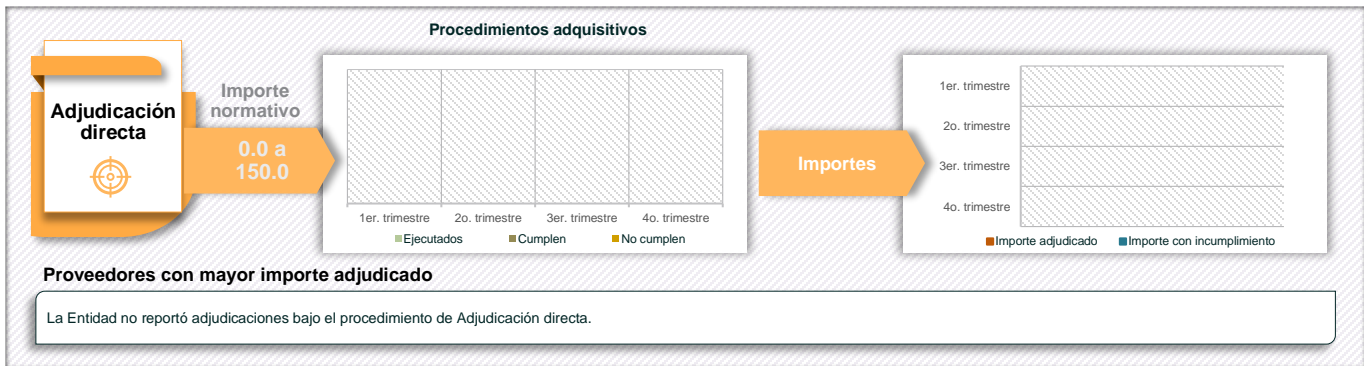 Procedimientos adquisitivos
Adjudicación
directa
Importe
normativo
0.0 a
150.0
1er. trimestre
2o. trimestre
3er. trimestre
4o. trimestre
Ejecutados
Cumplen
No cumplen
Importes
1er. trimestre
2o. trimestre
3er. trimestre
4o. trimestre
Importe adjudicado
Importe con incumplimiento
Proveedores con mayor importe adjudicado
La Entidad no reportó adjudicaciones bajo el procedimiento de Adjudicación directa.